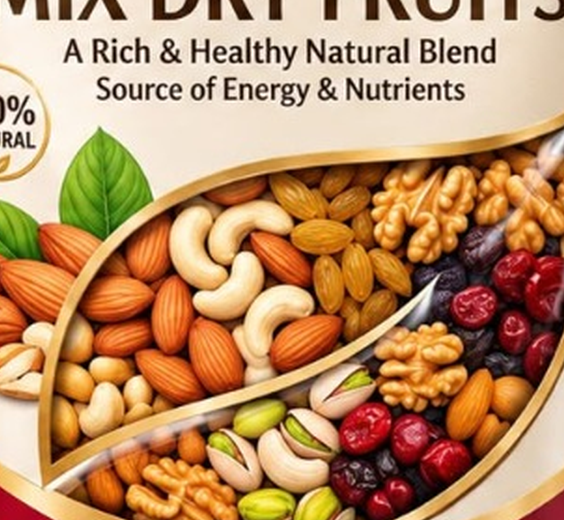 MIX DRY FRUITS
A Rich & Healthy Natural Blend
Source of Energy & Nutrients